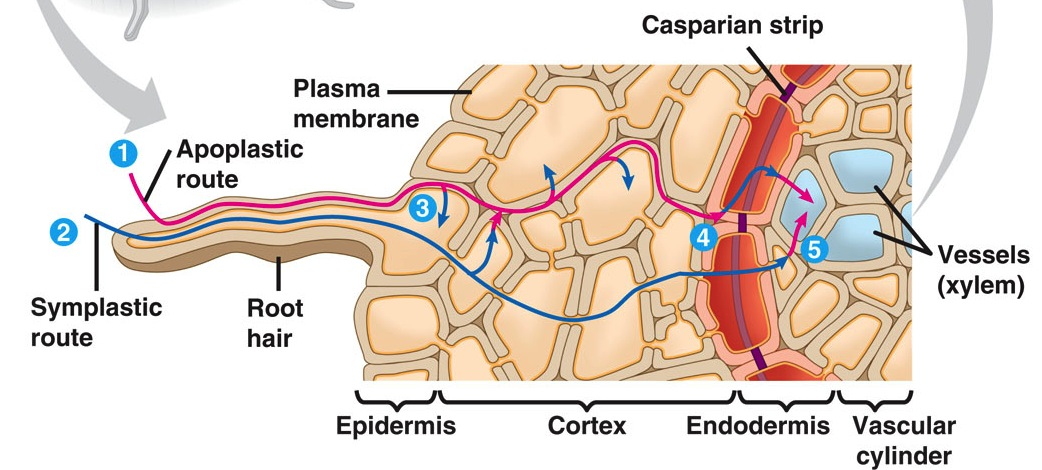 Casparian strip
Plasma
membrane
1
Apoplastic
route
2
3
4
5
Vessels
(xylem)
Symplastic
route
Root
hair
Epidermis
Cortex
Endodermis
Vascular
cylinder